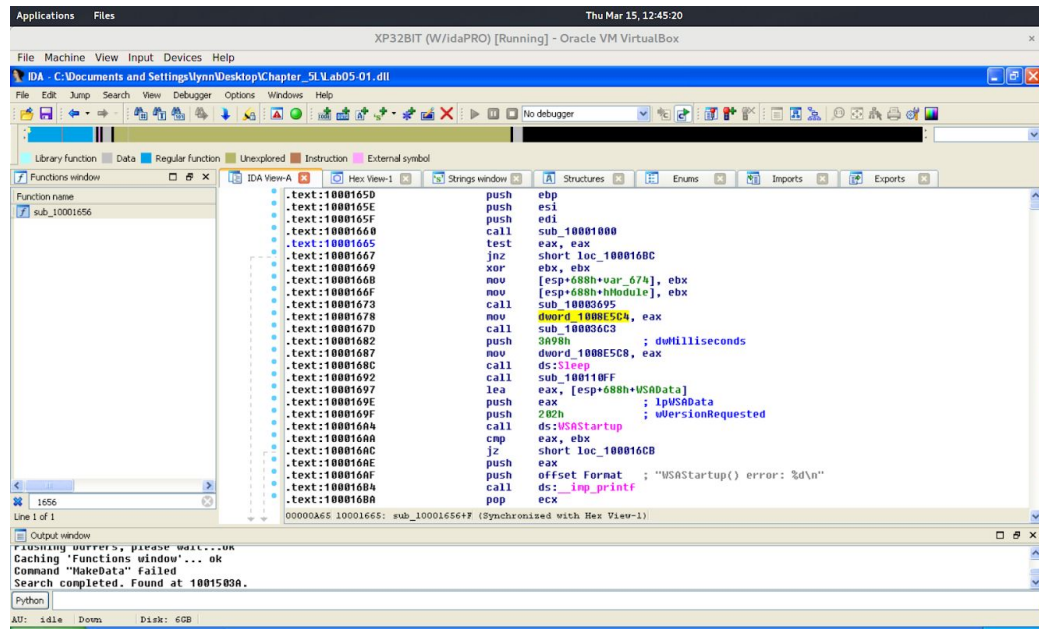 Applications Files Thu Mar 15, 12:45:20
XP32BIT (W/idaPRO) [Running] - Oracle VM VirtualBox
File Machine View Input Devices Help
IDA - C:\Documents and Settings\lynn\Desktop\Chapter_5L\Lab05-01.dll
File Edit Jump Search View Debugger Options Windows Help
No debugger
Library function Data Regular function Unexplored Instruction External symbol
Functions window IDA View-A Hex View-1 Strings window Structures Enums Imports Exports
Function name
sub_10001656
.text:1000165D push ebp
.text:1000165E push esi
.text:1000165F push edi
.text:10001660 call sub_10001000
.text:10001665 test eax, eax
.text:10001667 jnz short loc_100016BC
.text:10001669 xor ebx, ebx
.text:1000166B mov [esp+688h+var_674], ebx
.text:1000166F mov [esp+688h+hModule], ebx
.text:10001673 call sub_10003695
.text:10001678 mov dword_1008E5C4, eax
.text:1000167D call sub_100036C3
.text:10001682 push 3A98h ; dwMilliseconds
.text:10001687 mov dword_1008E5C8, eax
.text:1000168C call ds:Sleep
.text:10001692 call sub_100110FF
.text:10001697 lea eax, [esp+688h+WSAData]
.text:1000169E push eax ; lpWSAData
.text:1000169F push 202h ; wVersionRequested
.text:100016A4 call ds:WSAStartup
.text:100016AA cmp eax, ebx
.text:100016AC jz short loc_100016CB
.text:100016AE push eax
.text:100016AF push offset Format ; "WSAStartup() error: %d\n"
.text:100016B4 call ds:__imp_printf
.text:100016BA pop ecx
1656
Line 1 of 1
00000A65 10001665: sub_10001656+F (Synchronized with Hex View-1)
Output window
Flushing buffers, please wait...ok
Caching 'Functions window'... ok
Command "MakeData" failed
Search completed. Found at 1001503A.
Python
AU: idle Down Disk: 6GB